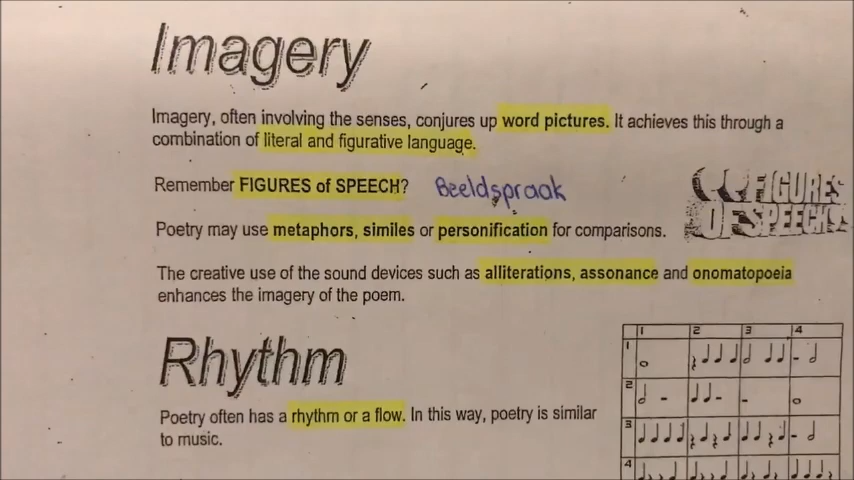 Imagery
Imagery, often involving the senses, conjures up word pictures. It achieves this through a
combination of literal and figurative language.
Remember FIGURES of SPEECH? Beeldspraak
FIGURES
OF SPEECH
Poetry may use metaphors, similes or personification for comparisons.
The creative use of the sound devices such as alliterations, assonance and onomatopoeia
enhances the imagery of the poem.
Rhythm
Poetry often has a rhythm or a flow. In this way, poetry is similar
to music.
1 2 3 4
1
2
3
4